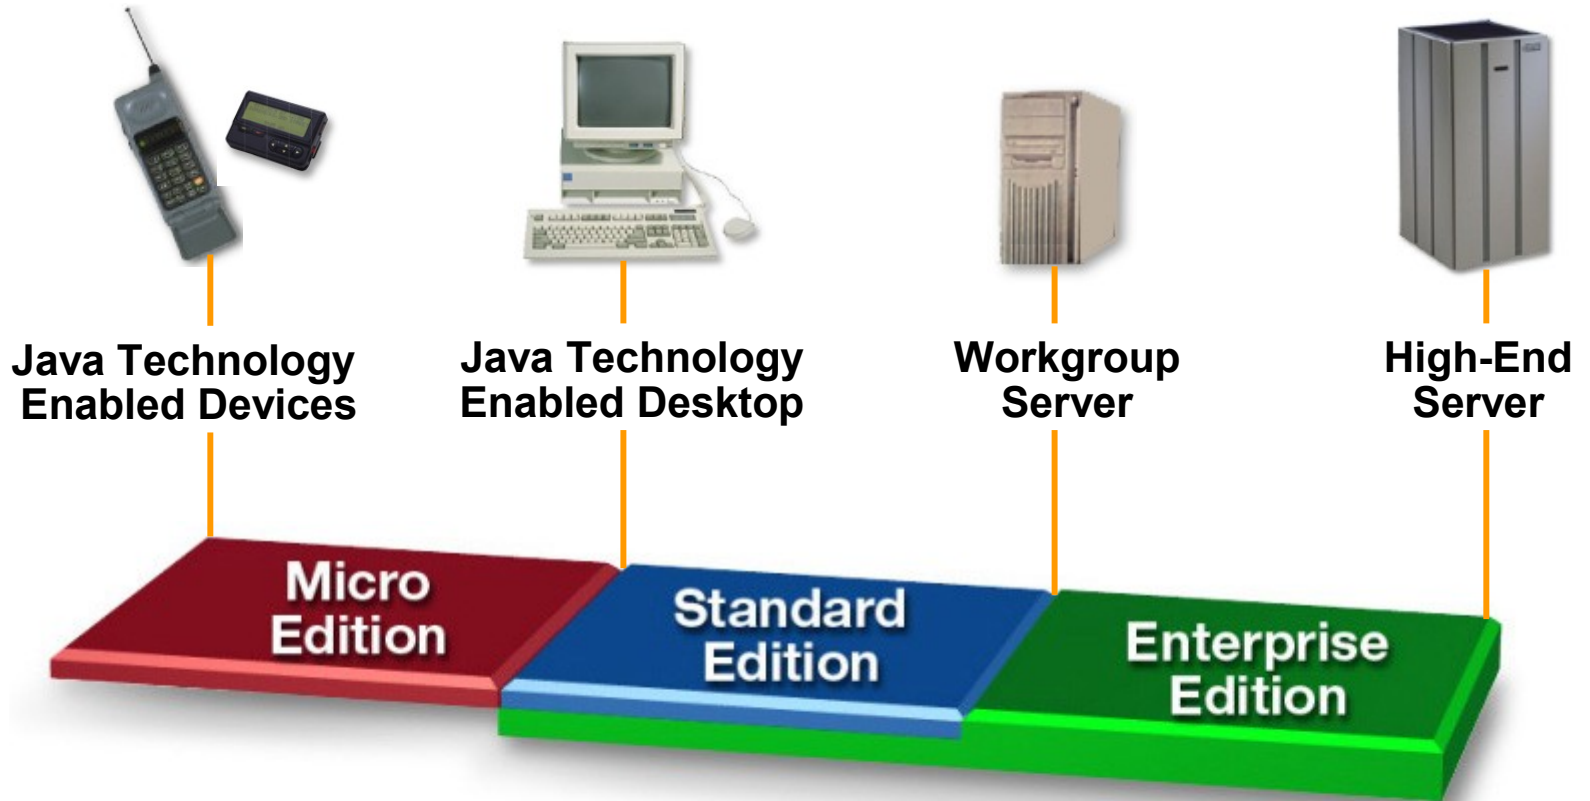 Java Technology
Enabled Devices
Java Technology
Enabled Desktop
Workgroup
Server
High-End
Server
Micro
Edition
Standard
Edition
Enterprise
Edition